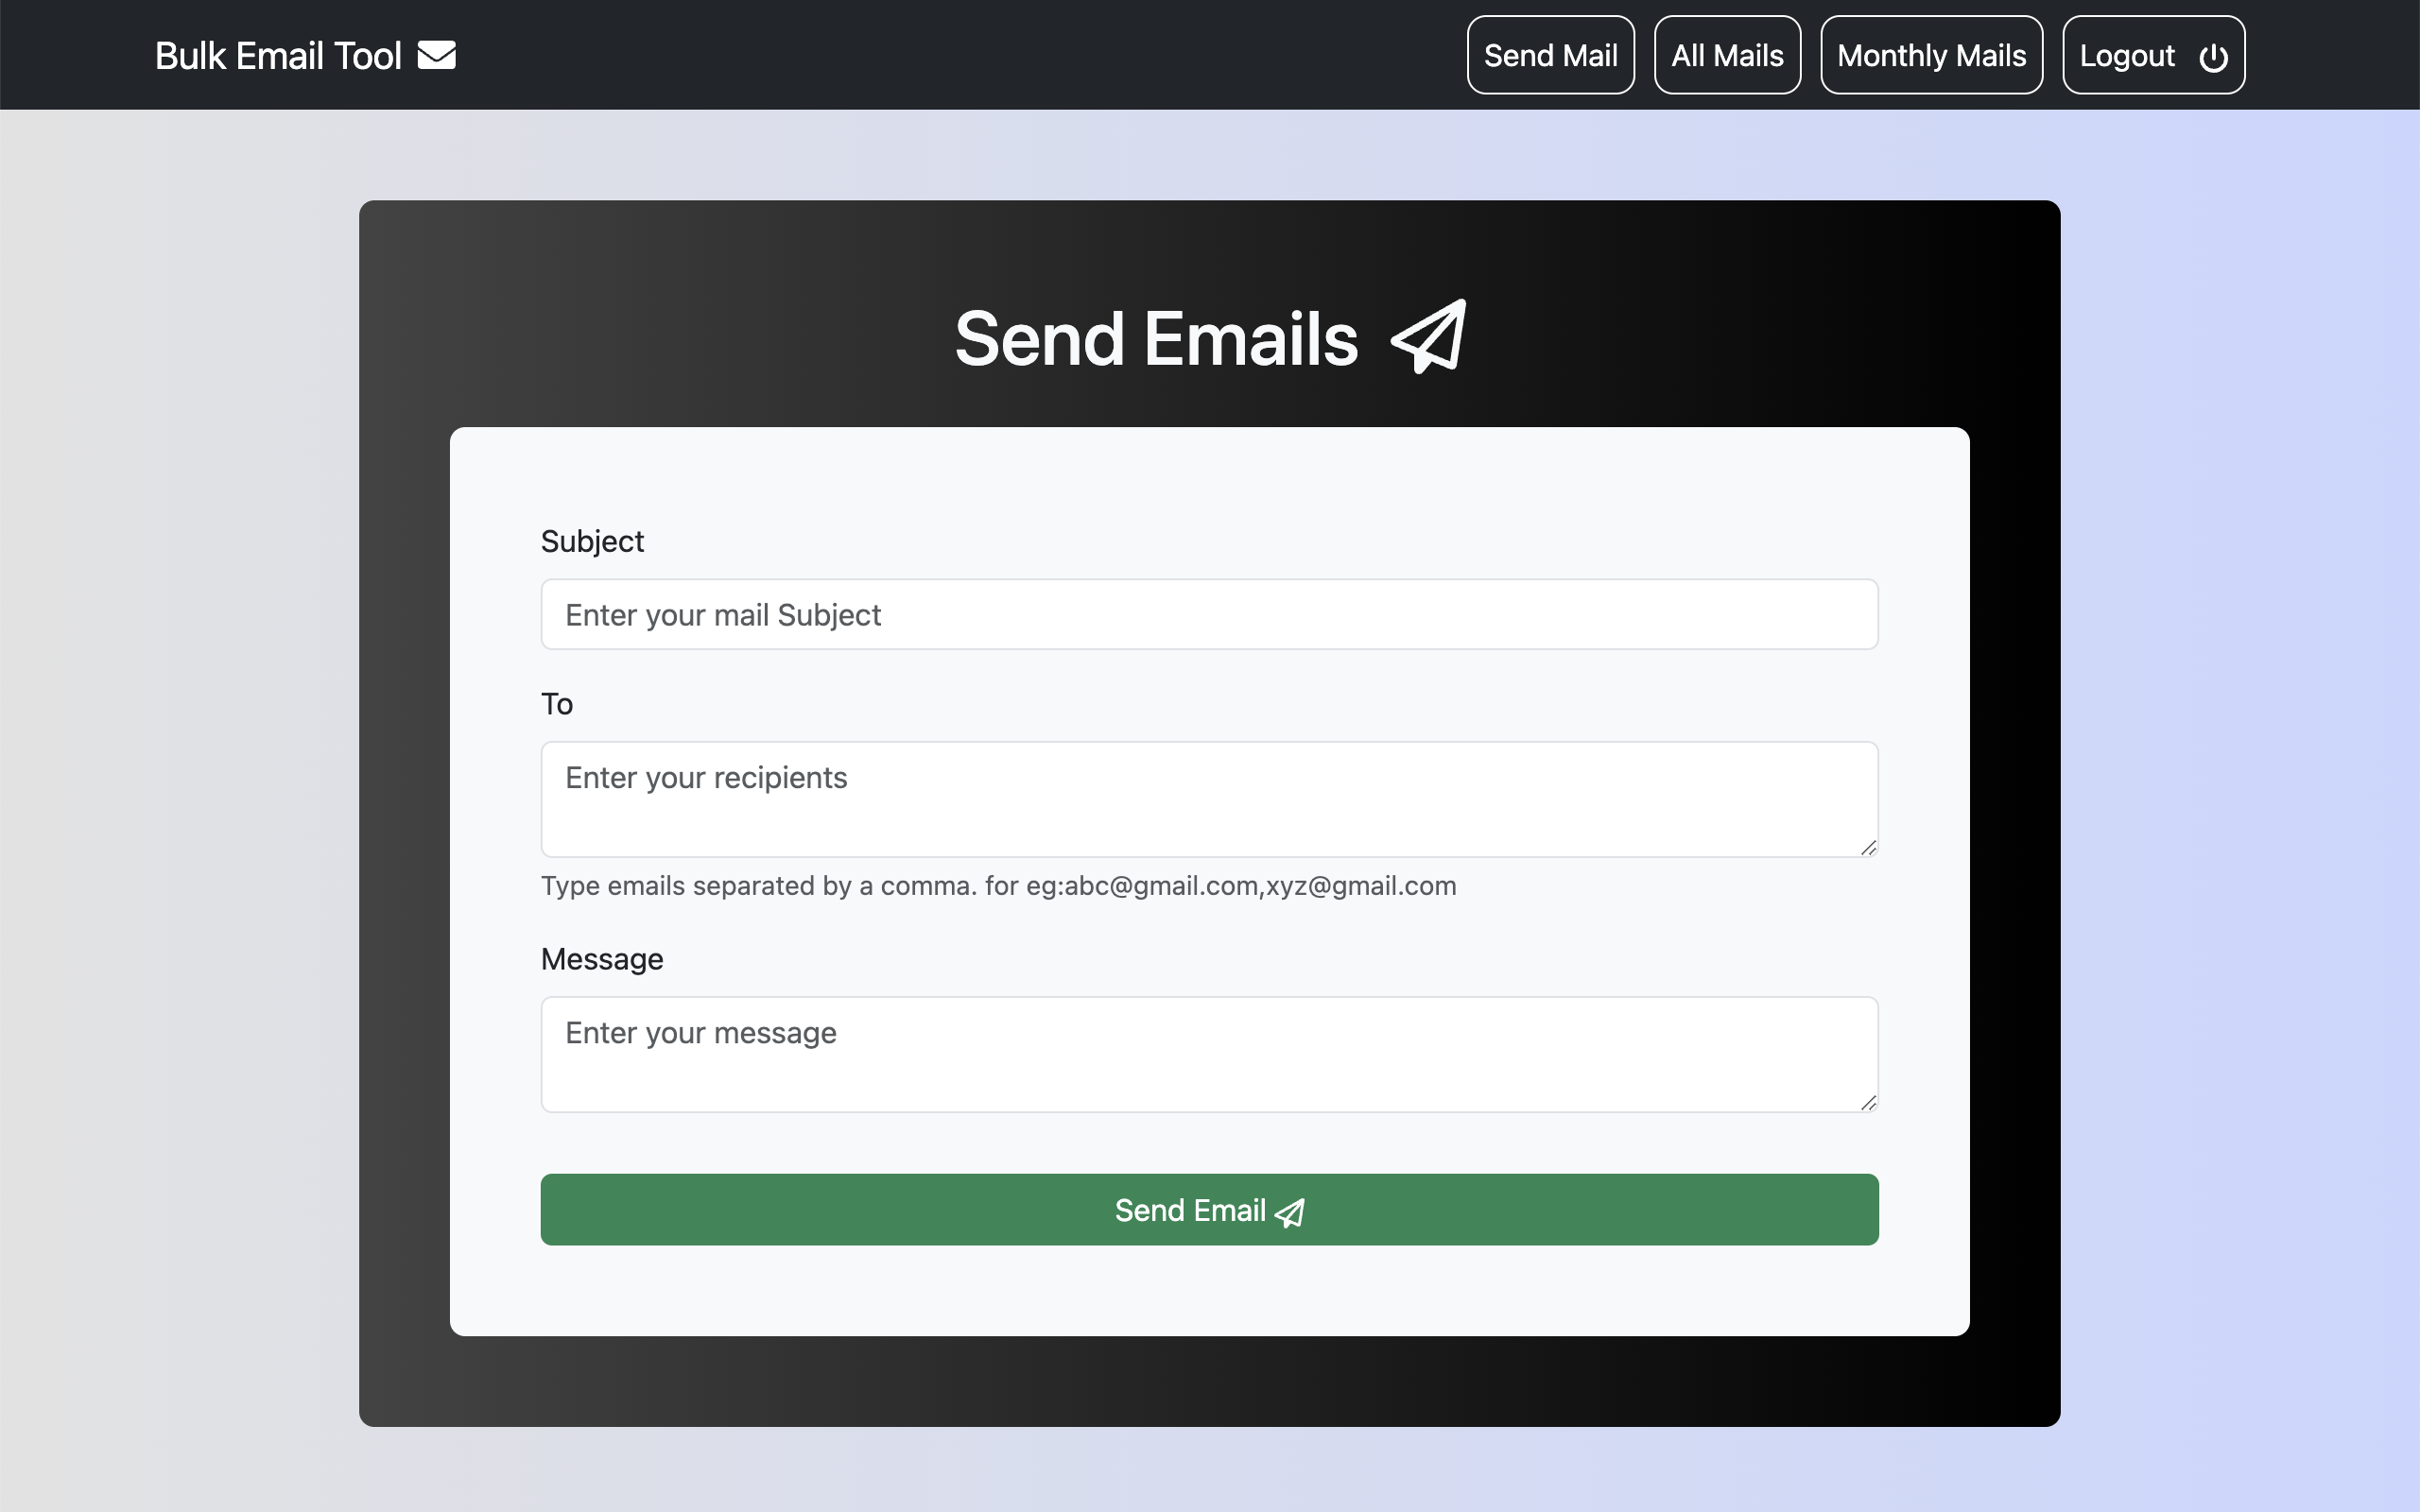 Bulk Email Tool
Send Mail
All Mails
Monthly Mails
Logout
Send Emails
Subject
Enter your mail Subject
To
Enter your recipients
Type emails separated by a comma. for eg:abc@gmail.com,xyz@gmail.com
Message
Enter your message
Send Email